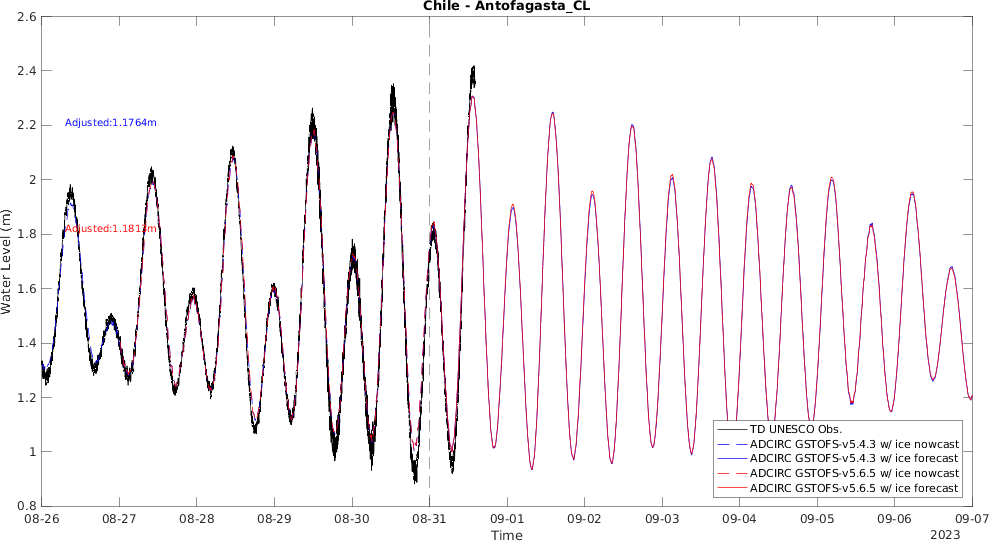 Chile - Antofagasta_CL
2.6
2.4
2.2
2
1.8
1.6
1.4
1.2
1
0.8
Water Level (m)
Adjusted:1.1764m
Adjusted:1.1813m
TD UNESCO Obs.
ADCIRC GSTOFS-v5.4.3 w/ ice nowcast
ADCIRC GSTOFS-v5.4.3 w/ ice forecast
ADCIRC GSTOFS-v5.6.5 w/ ice nowcast
ADCIRC GSTOFS-v5.6.5 w/ ice forecast
08-26 08-27 08-28 08-29 08-30 08-31 09-01 09-02 09-03 09-04 09-05 09-06 09-07
Time
2023